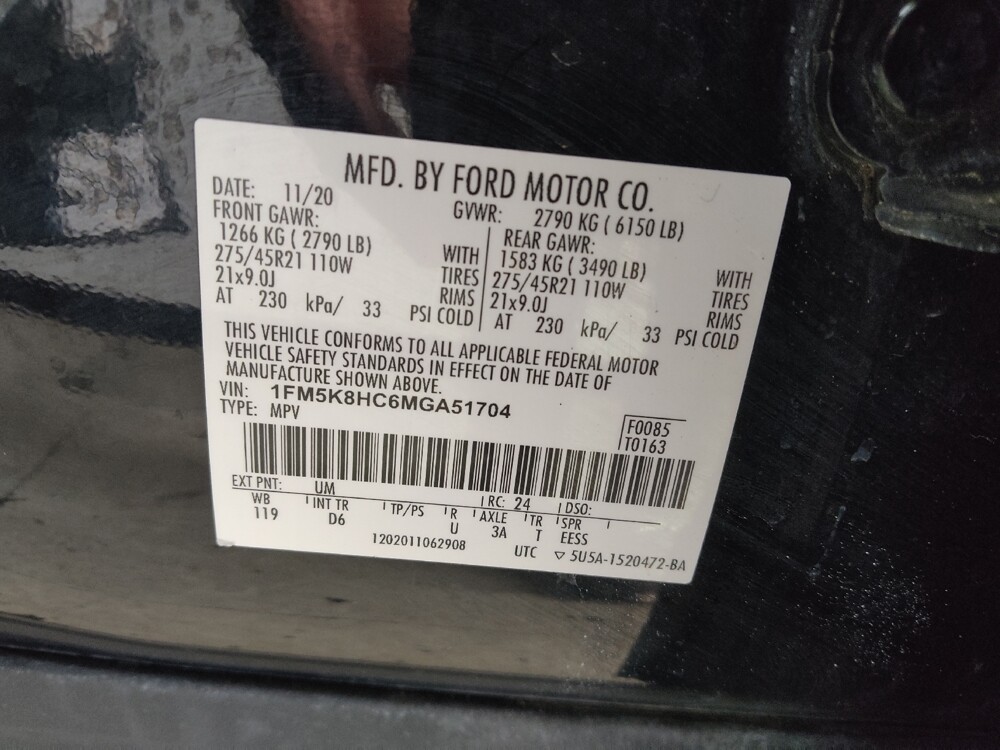 MFD. BY FORD MOTOR CO.
DATE: 11/20 GVWR: 2790 KG ( 6150 LB)
FRONT GAWR: REAR GAWR:
1266 KG ( 2790 LB) WITH 1583 KG ( 3490 LB) WITH
275/45R21 110W TIRES 275/45R21 110W TIRES
21x9.0J RIMS 21x9.0J RIMS
AT 230 kPa/ 33 PSI COLD AT 230 kPa/ 33 PSI COLD
THIS VEHICLE CONFORMS TO ALL APPLICABLE FEDERAL MOTOR
VEHICLE SAFETY STANDARDS IN EFFECT ON THE DATE OF
MANUFACTURE SHOWN ABOVE.
VIN: 1FM5K8HC6MGA51704
TYPE: MPV
F0085
T0163
EXT PNT: UM RC: 24 DSO:
WB INT TR TP/PS R AXLE TR SPR
119 D6 U 3A T EESS
1202011062908 UTC ▽ 5U5A-1520472-BA